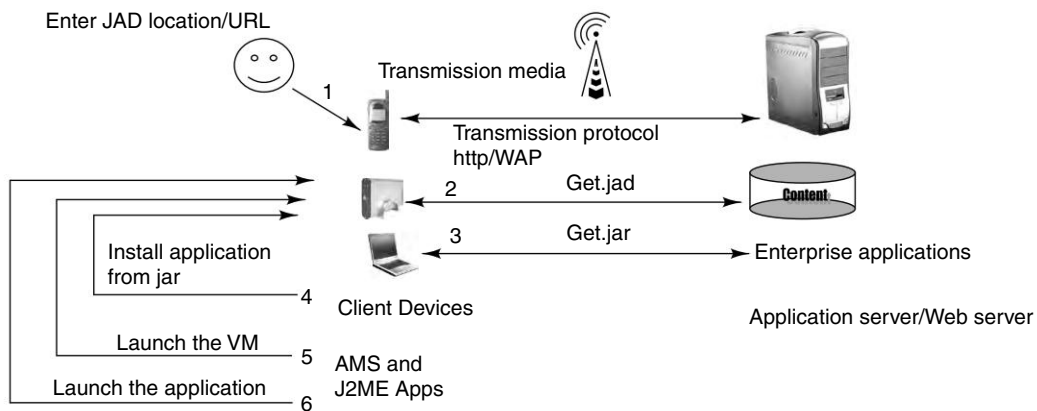 Enter JAD location/URL
1
Transmission media
Transmission protocol
http/WAP
2
Get.jad
Content
3
Get.jar
Enterprise applications
Install application
from jar
4
Client Devices
Application server/Web server
Launch the VM
5
AMS and
J2ME Apps
Launch the application
6